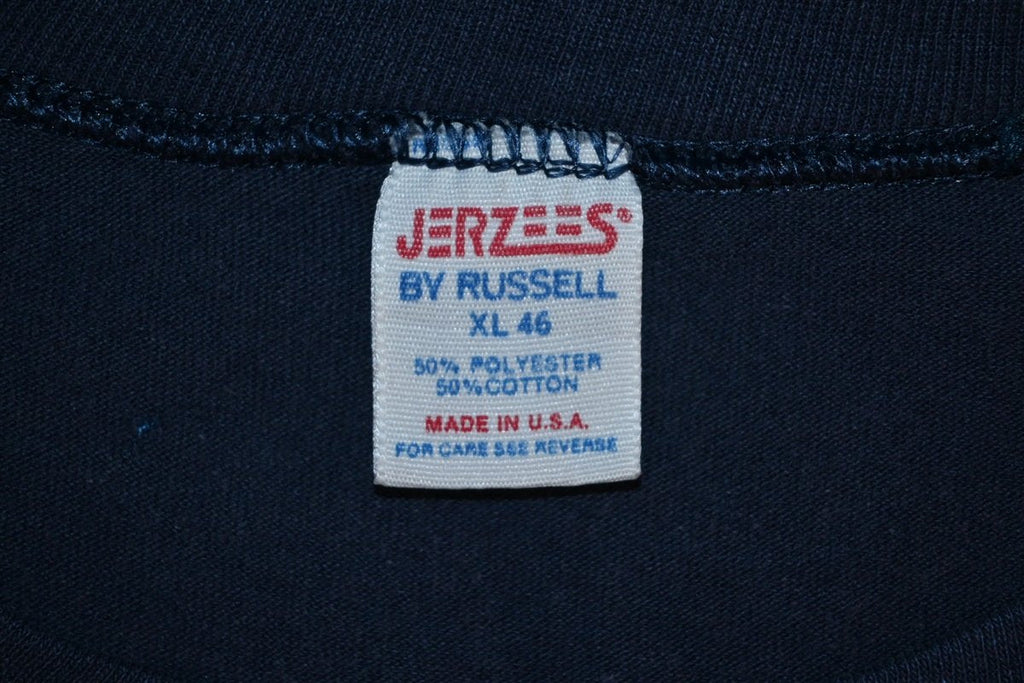 JERZEES®
BY RUSSELL
XL 46
50% POLYESTER
50% COTTON
MADE IN U.S.A.
FOR CARE SEE REVERSE